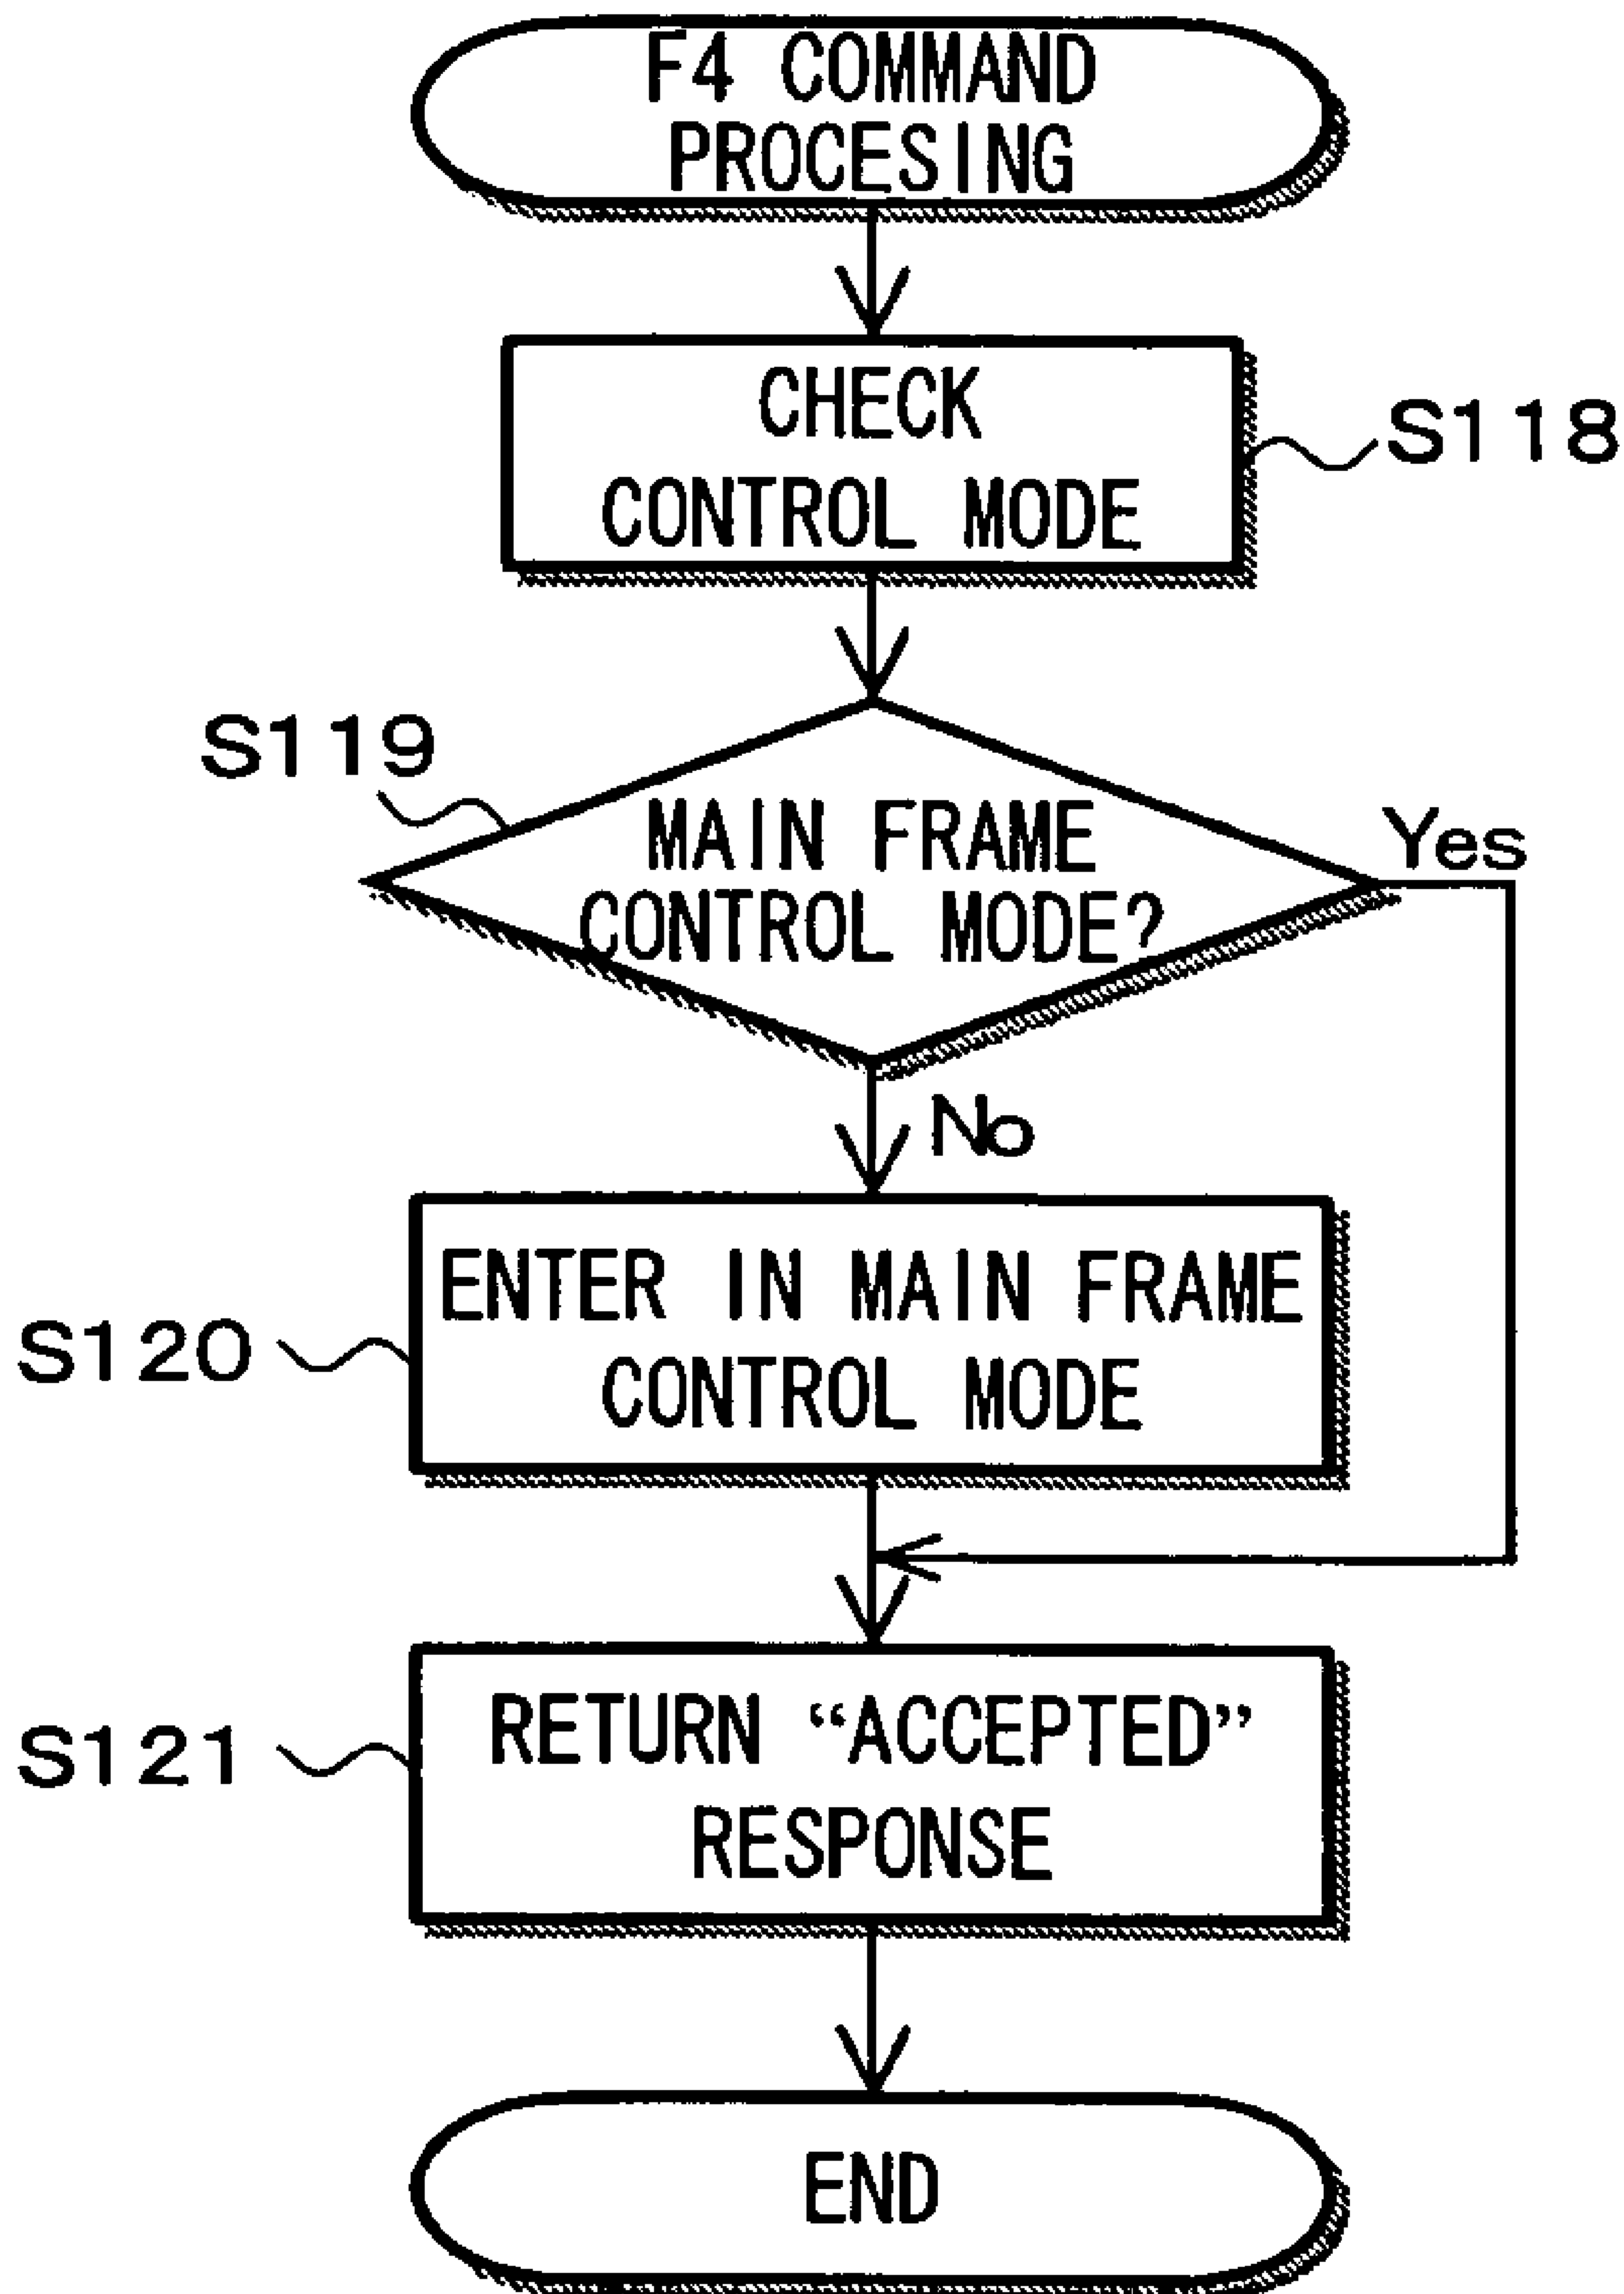 F4 COMMAND
PROCESING
CHECK
CONTROL MODE
S118
S119
MAIN FRAME
CONTROL MODE?
Yes
No
ENTER IN MAIN FRAME
CONTROL MODE
S120
RETURN “ACCEPTED”
RESPONSE
S121
END